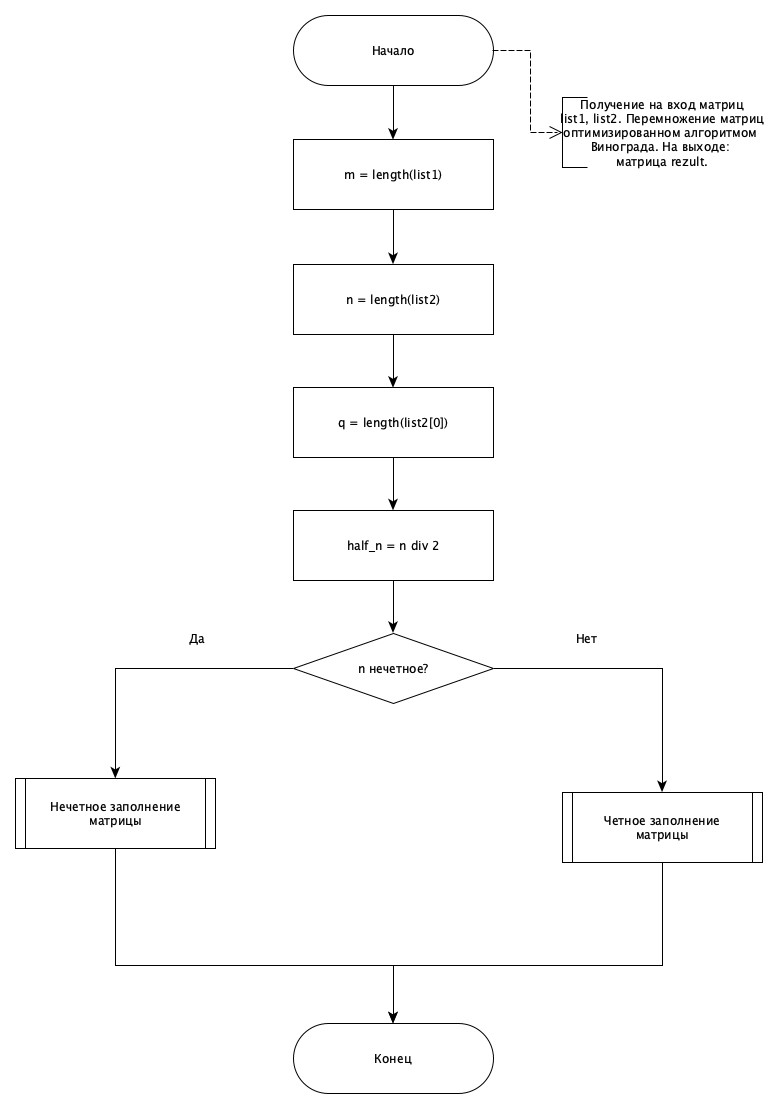 Начало
Получение на вход матриц
list1, list2. Перемножение матриц
оптимизированном алгоритмом
Винограда. На выходе:
матрица rezult.
m = length(list1)
n = length(list2)
q = length(list2[0])
half_n = n div 2
Да
Нет
n нечетное?
Нечетное заполнение
матрицы
Четное заполнение
матрицы
Конец